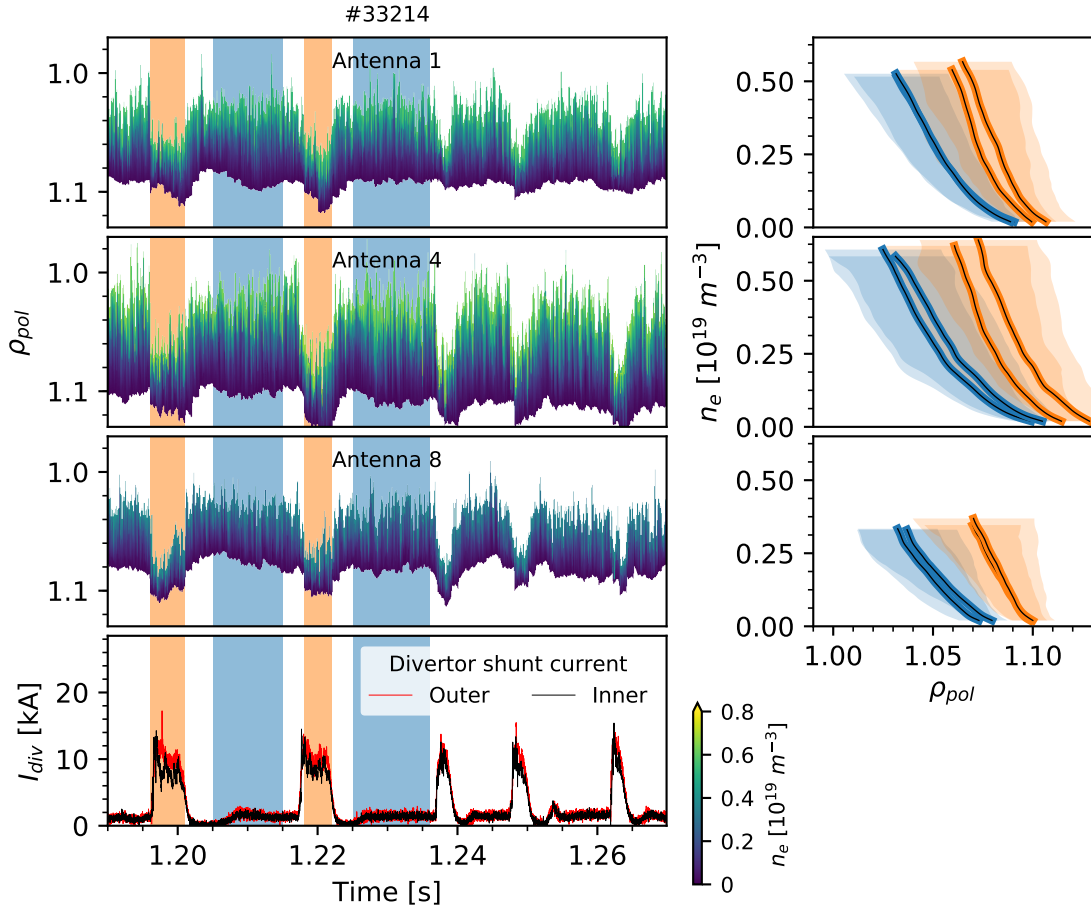 #33214
Antenna 1
1.0
1.1
Antenna 4
1.0
1.1
ρpol
Antenna 8
1.0
1.1
Divertor shunt current
Outer Inner
20
10
0
Idiv [kA]
1.20 1.22 1.24 1.26
Time [s]
0.50
0.25
0.00
0.50
0.25
0.00
ne [10^19 m^−3]
0.50
0.25
0.00
1.00 1.05 1.10
ρpol
0.8
0.6
0.4
0.2
0
ne [10^19 m^−3]